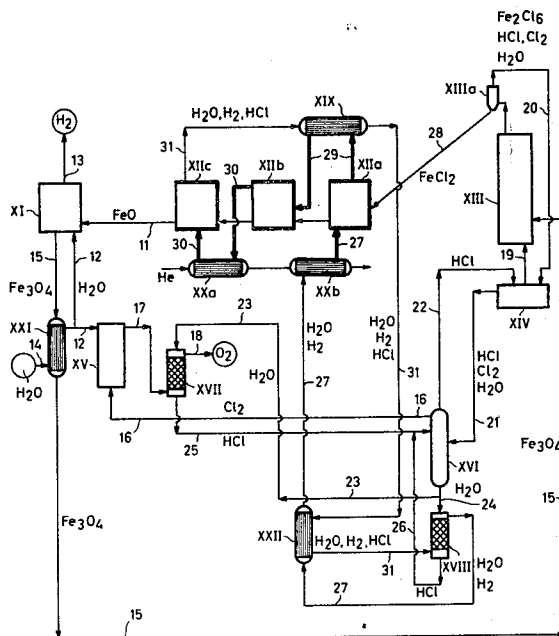 Fe2Cl6
HCl, Cl2
H2O
XIIIa
20
28
FeCl2
XIII
19
XIV
H2O, H2, HCl
XIX
31
XIIc
30
XIIb
29
XIIa
H2
13
XI
FeO
11
15
12
Fe3O4
H2O
30
27
He
XXa
XXb
HCl
22
XXI
12
14
H2O
XV
17
23
18
O2
XVII
H2O
H2O
H2
27
H2O
H2
HCl
31
HCl
Cl2
H2O
21
Cl2
16
16
25
HCl
XVI
Fe3O4
15
23
H2O
24
26
Fe3O4
XXII
H2O, H2, HCl
31
XVIII
HCl
H2O
H2
27
15